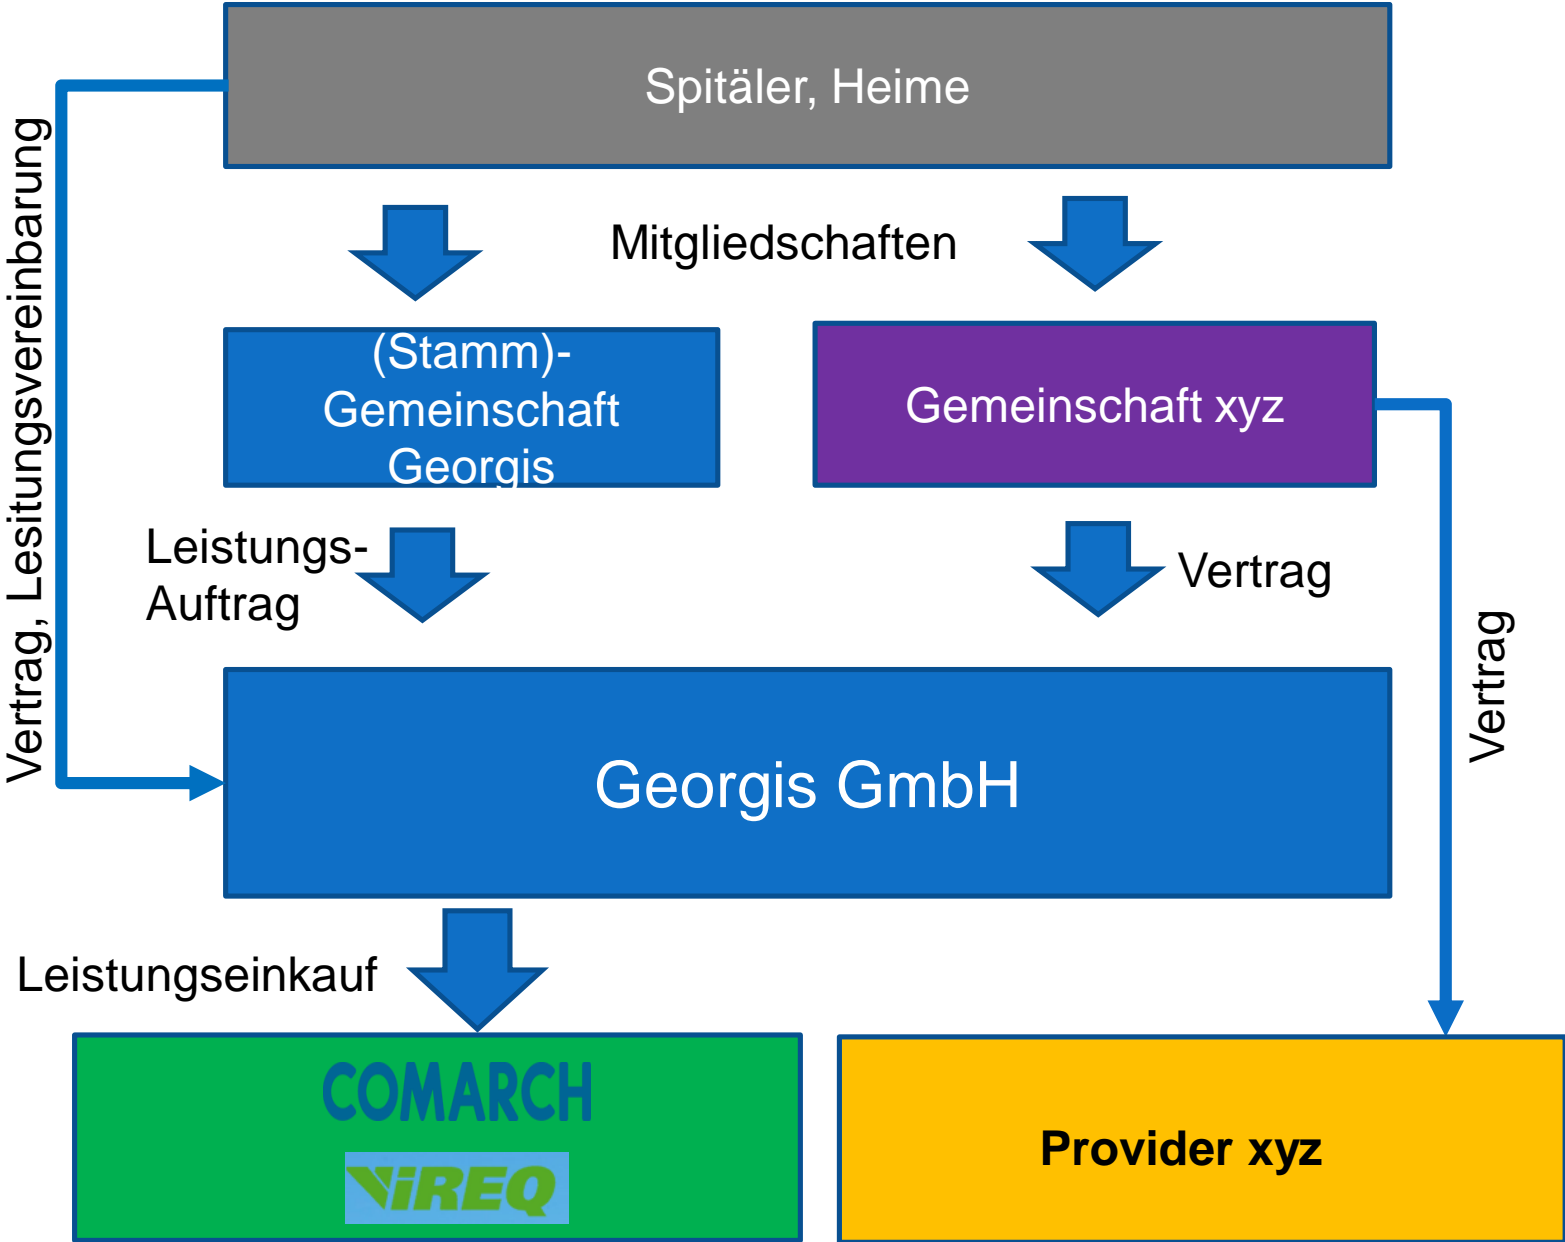 Spitäler, Heime
Vertrag, Lesitungsvereinbarung
Mitgliedschaften
(Stamm)-
Gemeinschaft
Georgis
Gemeinschaft xyz
Leistungs-
Auftrag
Vertrag
Vertrag
Georgis GmbH
Leistungseinkauf
COMARCH
ViREQ
Provider xyz